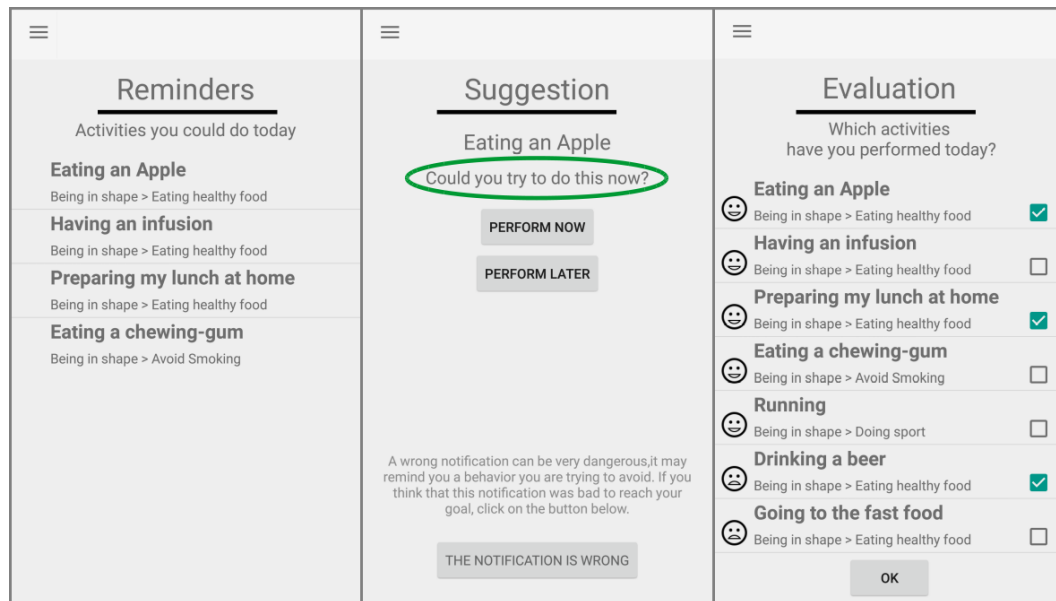 Reminders
Activities you could do today
Eating an Apple
Being in shape > Eating healthy food
Having an infusion
Being in shape > Eating healthy food
Preparing my lunch at home
Being in shape > Eating healthy food
Eating a chewing-gum
Being in shape > Avoid Smoking
Suggestion
Eating an Apple
Could you try to do this now?
PERFORM NOW
PERFORM LATER
A wrong notification can be very dangerous,it may
remind you a behavior you are trying to avoid. If you
think that this notification was bad to reach your
goal, click on the button below.
THE NOTIFICATION IS WRONG
Evaluation
Which activities
have you performed today?
Eating an Apple
Being in shape > Eating healthy food
Having an infusion
Being in shape > Eating healthy food
Preparing my lunch at home
Being in shape > Eating healthy food
Eating a chewing-gum
Being in shape > Avoid Smoking
Running
Being in shape > Doing sport
Drinking a beer
Being in shape > Eating healthy food
Going to the fast food
Being in shape > Eating healthy food
OK